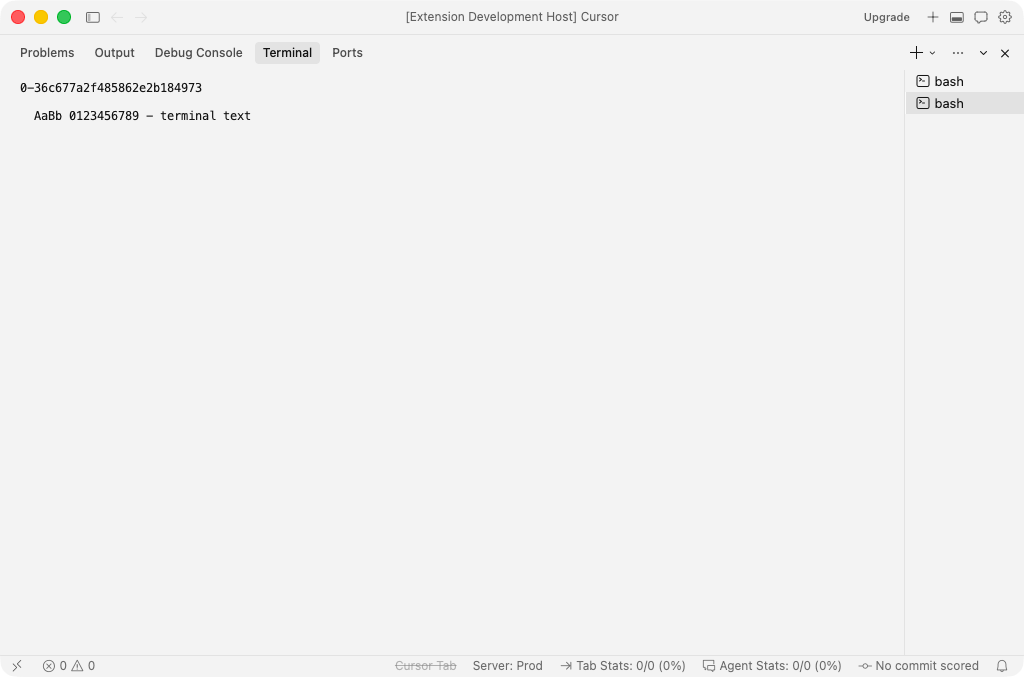 [Extension Development Host] Cursor
Upgrade
Problems Output Debug Console Terminal Ports
0-36c677a2f485862e2b184973
AaBb 0123456789 - terminal text
bash
bash
0 0
Cursor Tab Server: Prod Tab Stats: 0/0 (0%) Agent Stats: 0/0 (0%) No commit scored